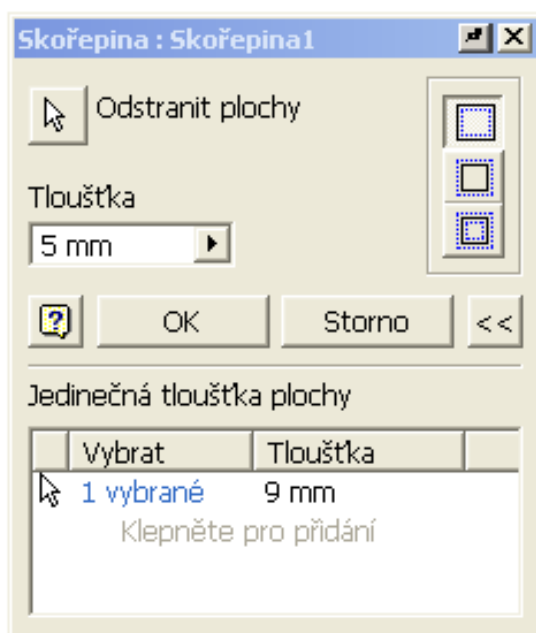 Skořepina : Skořepina1
Odstranit plochy
Tloušťka
5 mm
OK Storno <<
Jedinečná tloušťka plochy
Vybrat Tloušťka
1 vybrané 9 mm
Klepněte pro přidání